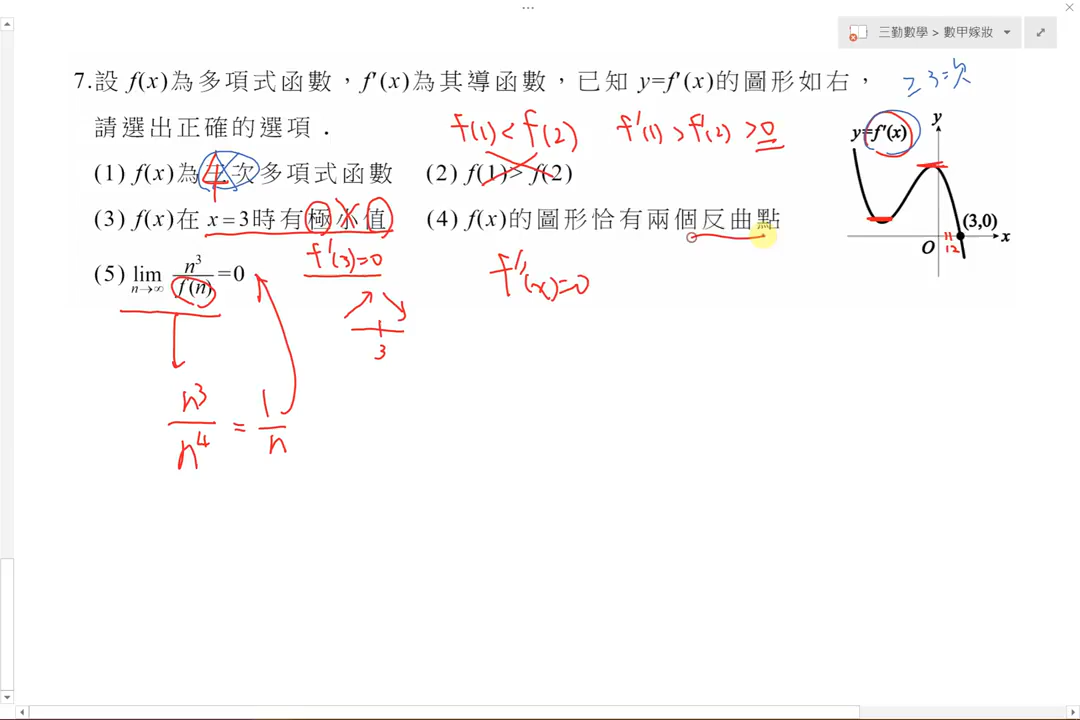 三勤數學 > 數甲嫁妝
7.設 f(x)為多項式函數，f′(x)為其導函數，已知 y=f′(x)的圖形如右，
≥3次
請選出正確的選項．
f(1)<f(2)
f′(1)>f′(2)>0
(1) f(x)為三次多項式函數
(2) f(1)> f(2)
(3) f(x)在 x=3時有極小值
(4) f(x)的圖形恰有兩個反曲點
y
y=f′(x)
(3,0)
O
x
1
2
(5) lim n→∞ n³/f(n) =0
f′(3)=0
f″(x)=0
3
n³/n⁴ = 1/n